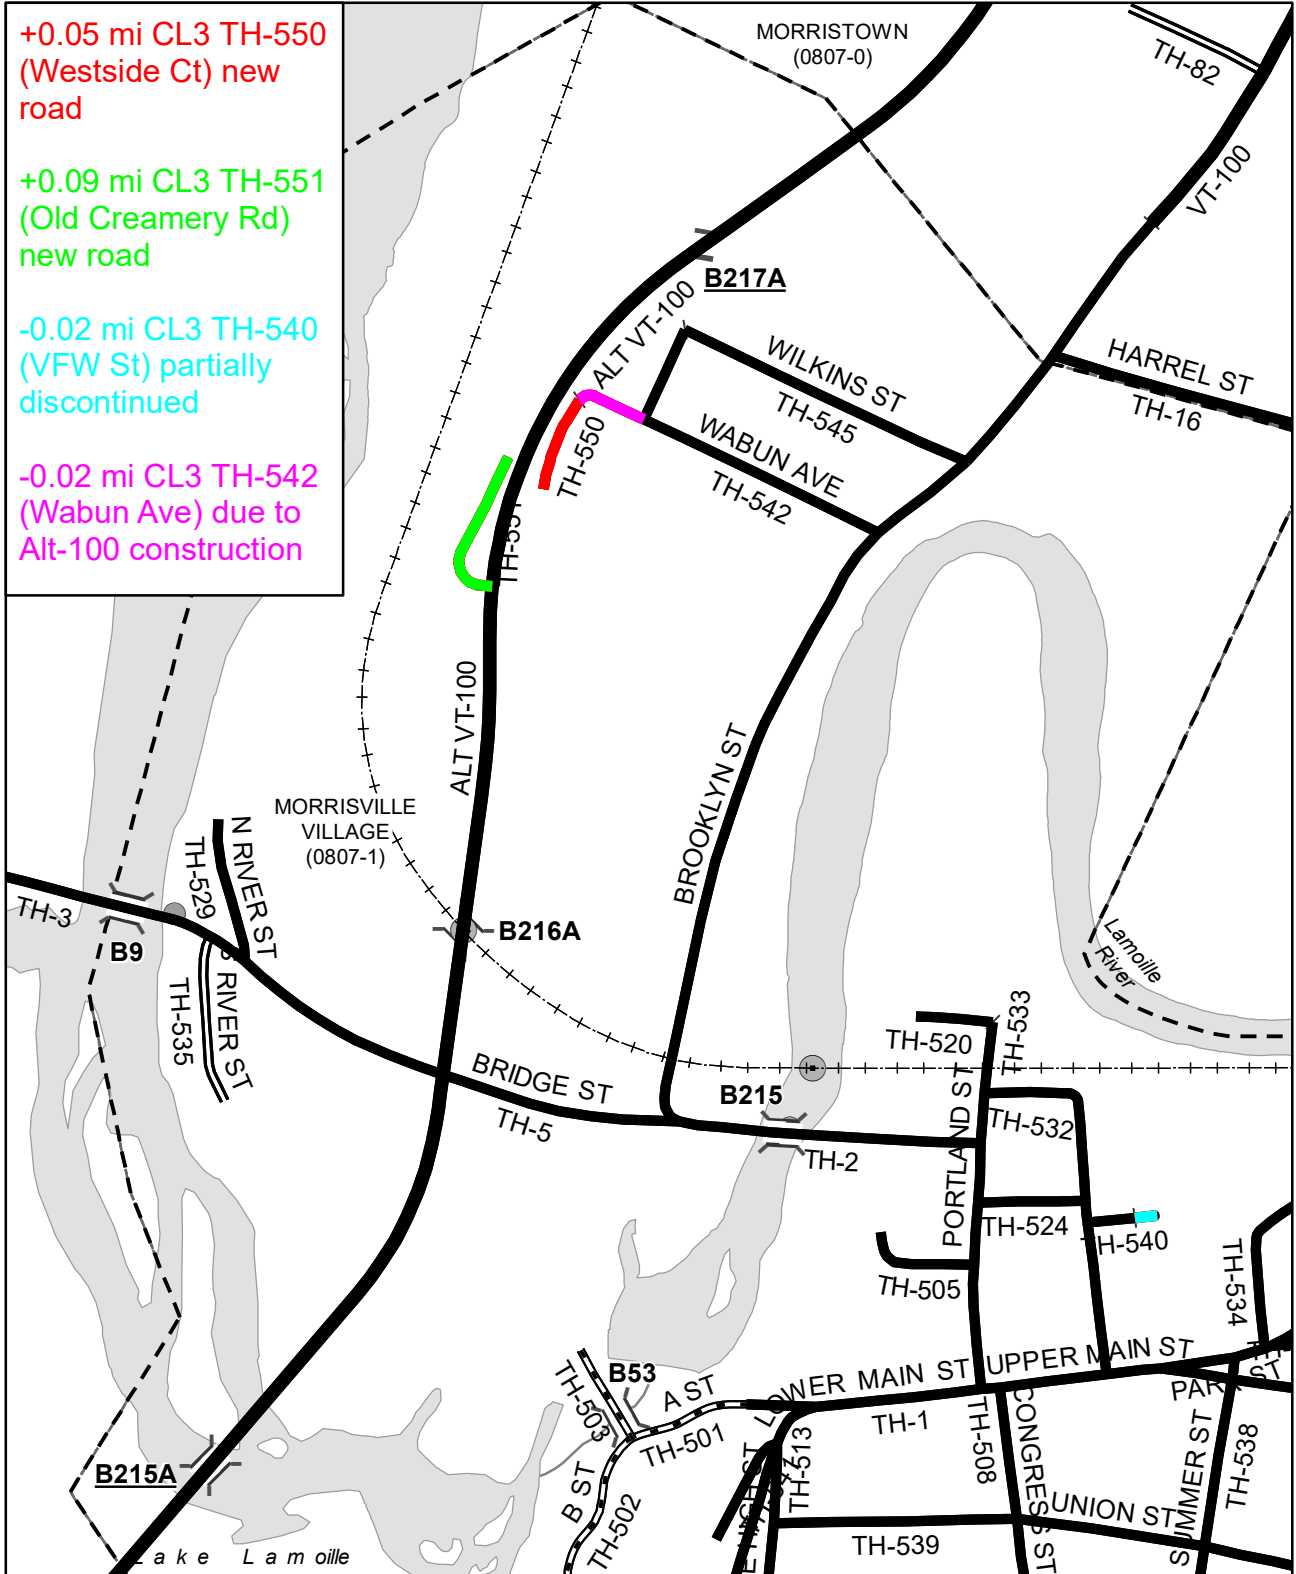 +0.05 mi CL3 TH-550
(Westside Ct) new
road
+0.09 mi CL3 TH-551
(Old Creamery Rd)
new road
-0.02 mi CL3 TH-540
(VFW St) partially
discontinued
-0.02 mi CL3 TH-542
(Wabun Ave) due to
Alt-100 construction
MORRISTOWN
(0807-0)
TH-82
VT-100
B217A
ALT VT-100
WILKINS ST
TH-545
HARREL ST
TH-16
WABUN AVE
TH-542
TH-550
TH-551
ALT VT-100
BROOKLYN ST
MORRISVILLE
VILLAGE
(0807-1)
N RIVER ST
TH-529
TH-3
B9
B216A
S RIVER ST
TH-535
Lamoille
River
TH-533
TH-520
BRIDGE ST
TH-5
B215
TH-2
PORTLAND ST
TH-532
TH-524
TH-540
TH-505
TH-534
UPPER MAIN ST
LOWER MAIN ST
TH-1
PARK ST
B53
A ST
TH-503
TH-501
B ST
TH-502
TH-513
TH-508
CONGRESS ST
SUMMER ST
TH-538
UNION ST
TH-539
HIGH ST
B215A
Lake Lamoille